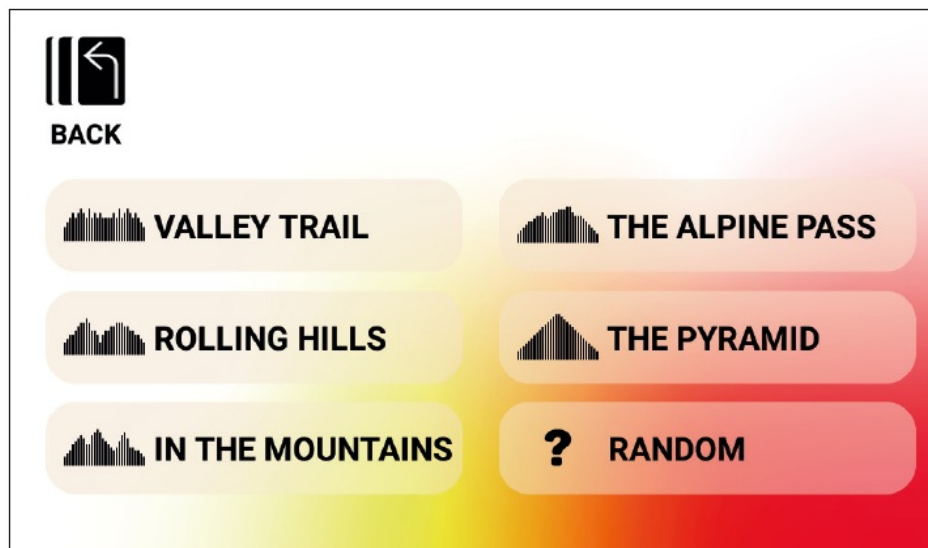 BACK
VALLEY TRAIL
THE ALPINE PASS
ROLLING HILLS
THE PYRAMID
IN THE MOUNTAINS
? RANDOM